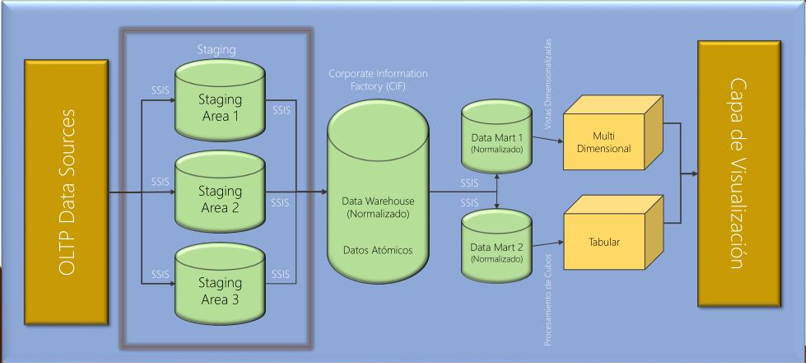 OLTP Data Sources
Staging
SSIS
Staging
Area 1
SSIS
SSIS
Staging
Area 2
SSIS
SSIS
Staging
Area 3
SSIS
Corporate Information
Factory (CIF)
Data Warehouse
(Normalizado)
Datos Atómicos
SSIS
SSIS
Data Mart 1
(Normalizado)
Data Mart 2
(Normalizado)
Vistas Dimensionalizadas
Procesamiento de Cubos
Multi
Dimensional
Tabular
Capa de Visualización